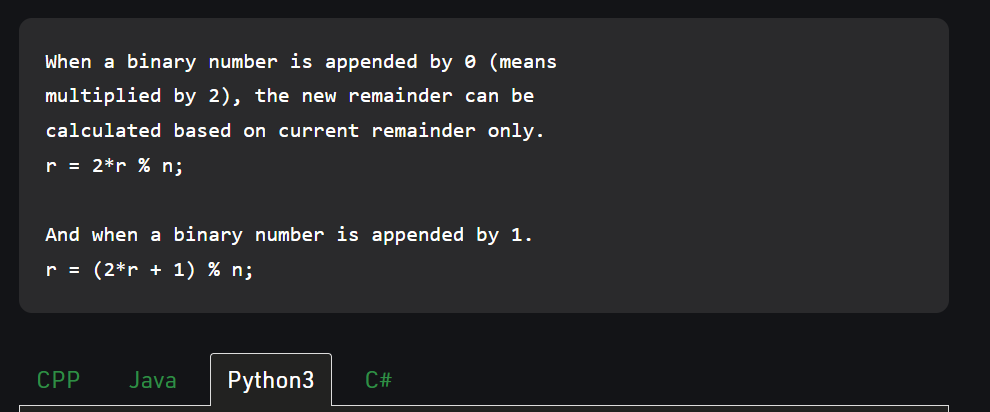 When a binary number is appended by 0 (means
multiplied by 2), the new remainder can be
calculated based on current remainder only.
r = 2*r % n;
And when a binary number is appended by 1.
r = (2*r + 1) % n;
CPP Java Python3 C#